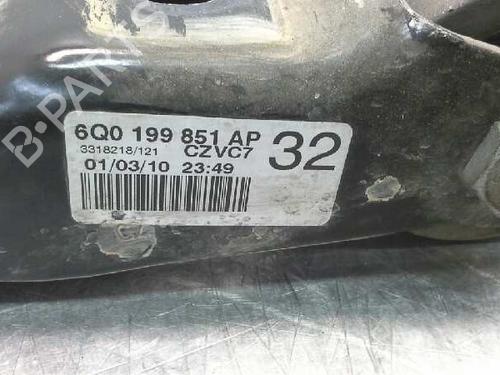 B-PARTS
6Q0 199 851 AP
32
3318218/121 CZVC7
01/03/10 23:49